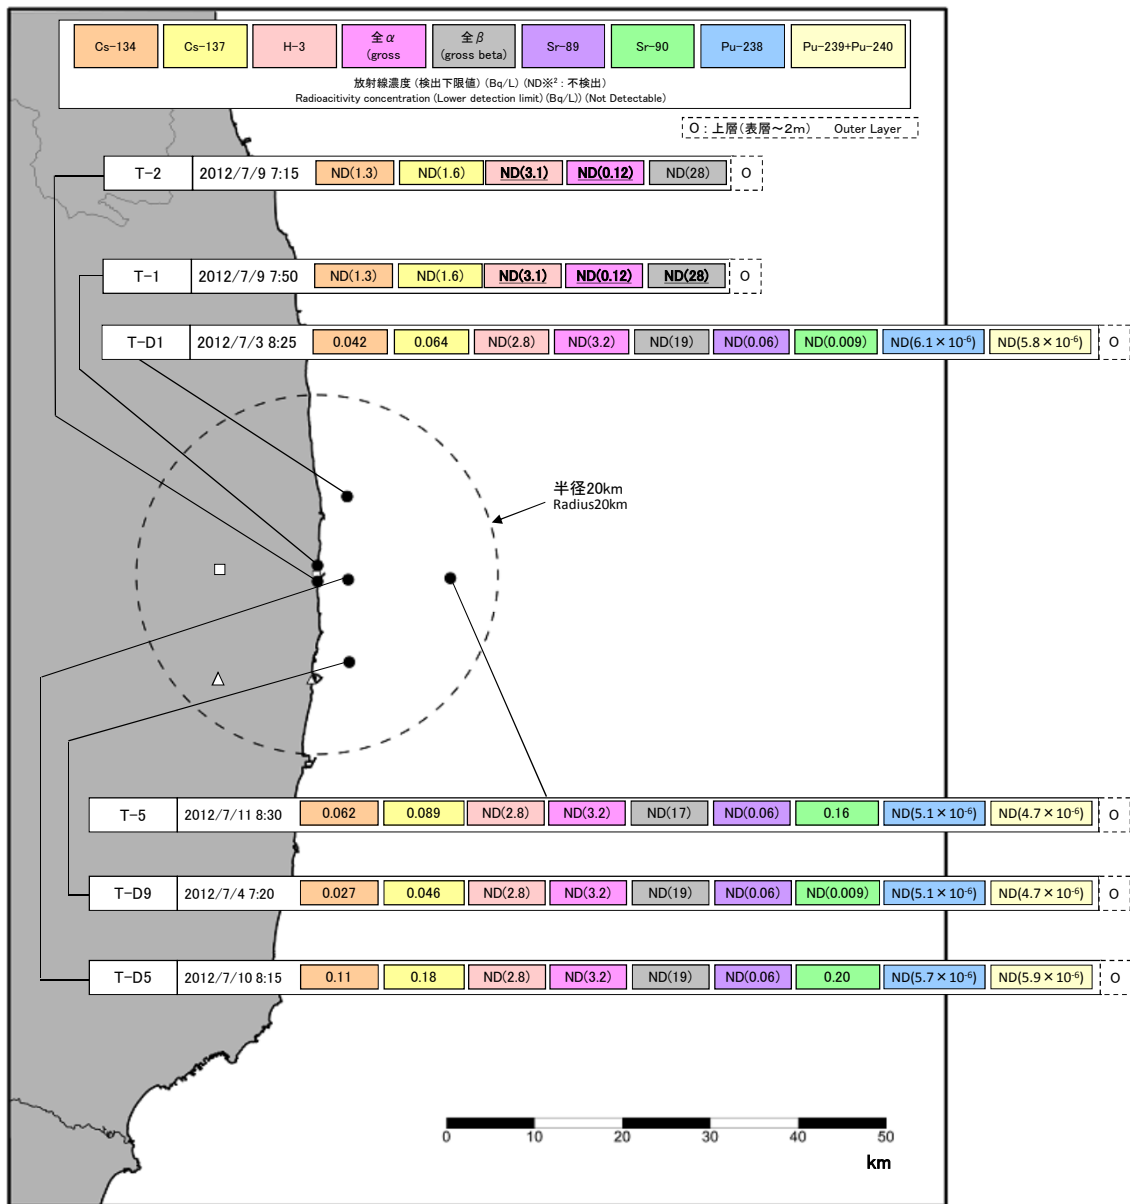 Cs-134 Cs-137 H-3 全α (gross 全β (gross beta) Sr-89 Sr-90 Pu-238 Pu-239+Pu-240
放射線濃度(検出下限値)(Bq/L)(ND※²:不検出)
Radioacitivity concentration (Lower detection limit) (Bq/L)) (Not Detectable)
O:上層(表層~2m) Outer Layer
T-2 2012/7/9 7:15 ND(1.3) ND(1.6) ND(3.1) ND(0.12) ND(28) O
T-1 2012/7/9 7:50 ND(1.3) ND(1.6) ND(3.1) ND(0.12) ND(28) O
T-D1 2012/7/3 8:25 0.042 0.064 ND(2.8) ND(3.2) ND(19) ND(0.06) ND(0.009) ND(6.1×10⁻⁶) ND(5.8×10⁻⁶) O
半径20km
Radius20km
T-5 2012/7/11 8:30 0.062 0.089 ND(2.8) ND(3.2) ND(17) ND(0.06) 0.16 ND(5.1×10⁻⁶) ND(4.7×10⁻⁶) O
T-D9 2012/7/4 7:20 0.027 0.046 ND(2.8) ND(3.2) ND(19) ND(0.06) ND(0.009) ND(5.1×10⁻⁶) ND(4.7×10⁻⁶) O
T-D5 2012/7/10 8:15 0.11 0.18 ND(2.8) ND(3.2) ND(19) ND(0.06) 0.20 ND(5.7×10⁻⁶) ND(5.9×10⁻⁶) O
0 10 20 30 40 50
km